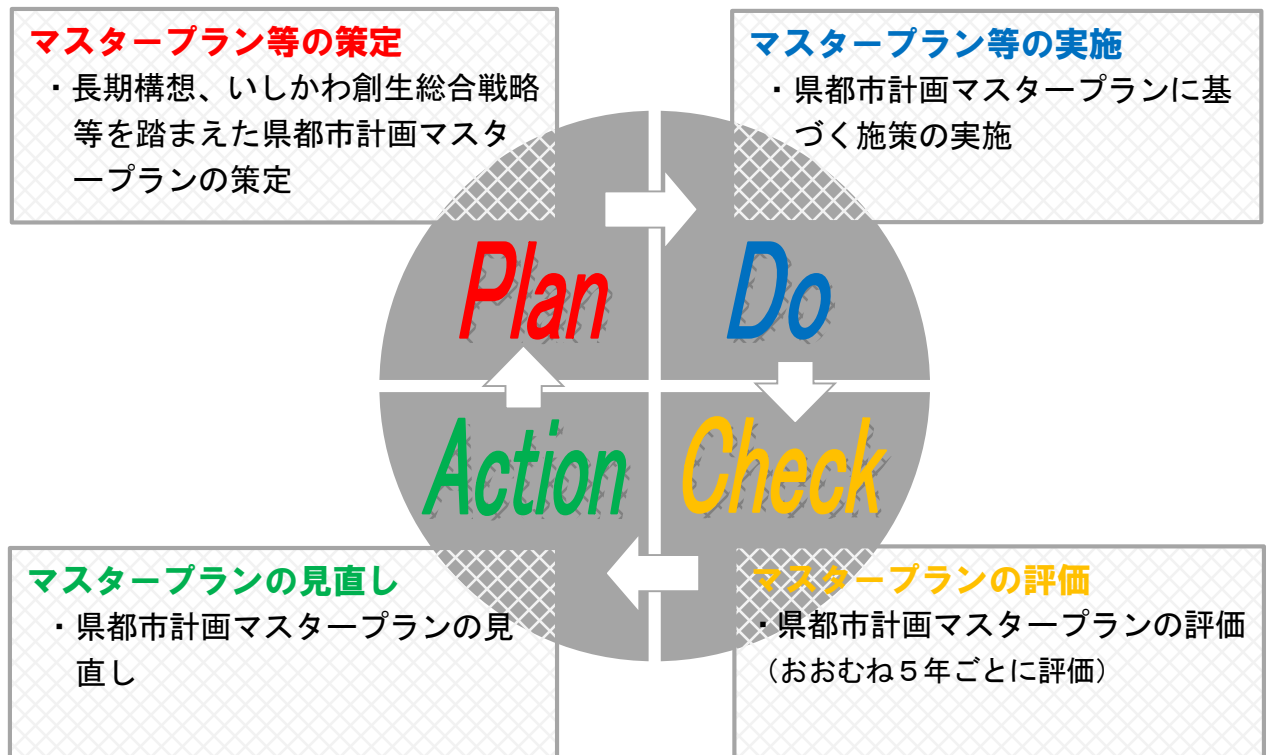 マスタープラン等の策定
・長期構想、いしかわ創生総合戦略
等を踏まえた県都市計画マスタ
ープランの策定
マスタープラン等の実施
・県都市計画マスタープランに基
づく施策の実施
Plan
Do
Action
Check
マスタープランの見直し
・県都市計画マスタープランの見
直し
マスタープランの評価
・県都市計画マスタープランの評価
（おおむね５年ごとに評価）